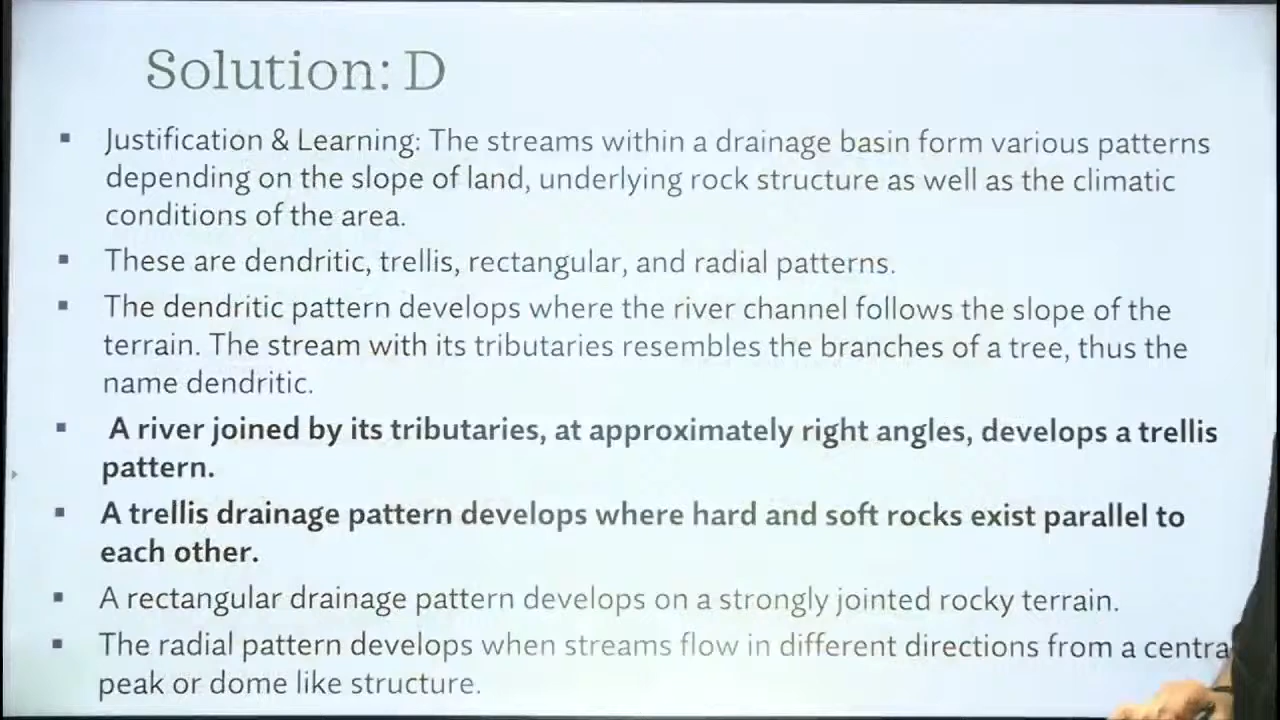 Solution: D
▪ Justification & Learning: The streams within a drainage basin form various patterns
depending on the slope of land, underlying rock structure as well as the climatic
conditions of the area.
▪ These are dendritic, trellis, rectangular, and radial patterns.
▪ The dendritic pattern develops where the river channel follows the slope of the
terrain. The stream with its tributaries resembles the branches of a tree, thus the
name dendritic.
▪ A river joined by its tributaries, at approximately right angles, develops a trellis
pattern.
▪ A trellis drainage pattern develops where hard and soft rocks exist parallel to
each other.
▪ A rectangular drainage pattern develops on a strongly jointed rocky terrain.
▪ The radial pattern develops when streams flow in different directions from a centra
peak or dome like structure.